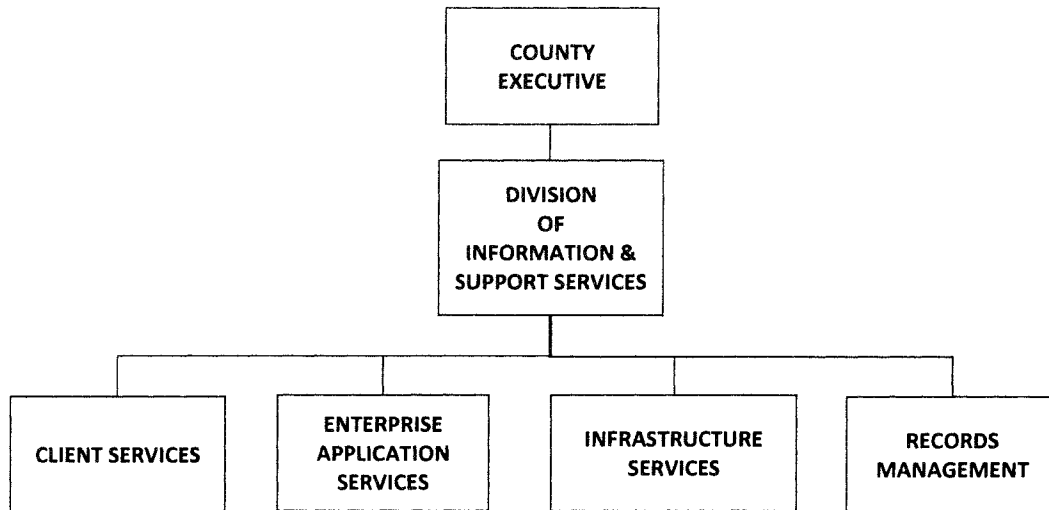 COUNTY
EXECUTIVE
DIVISION
OF
INFORMATION &
SUPPORT SERVICES
CLIENT SERVICES
ENTERPRISE
APPLICATION
SERVICES
INFRASTRUCTURE
SERVICES
RECORDS
MANAGEMENT